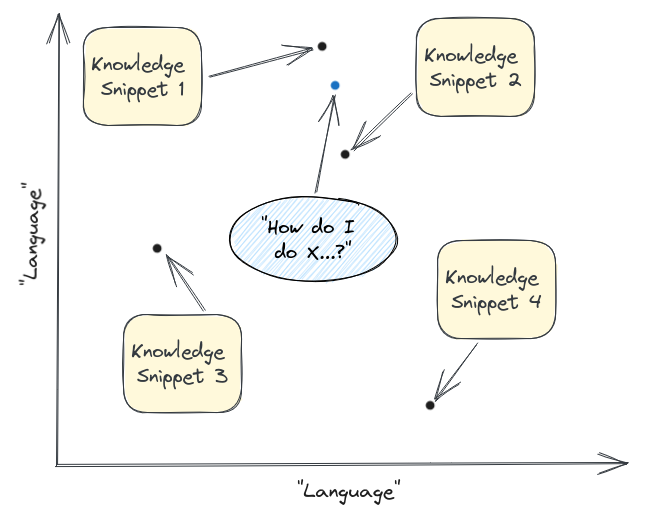 Knowledge
Snippet 1
Knowledge
Snippet 2
"How do I
do X...?"
"Language"
Knowledge
Snippet 4
Knowledge
Snippet 3
"Language"